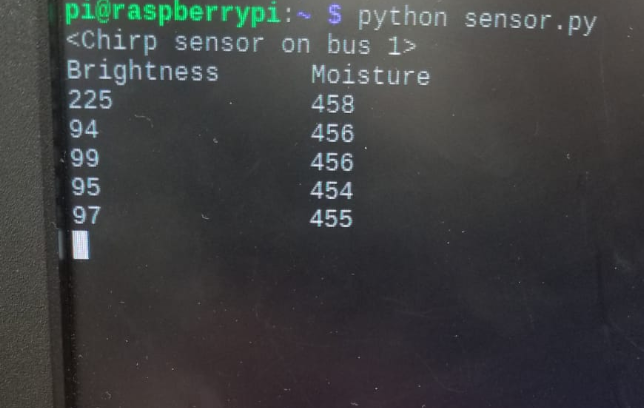 pi@raspberrypi:~ $ python sensor.py
<Chirp sensor on bus 1>
Brightness Moisture
225 458
94 456
99 456
95 454
97 455